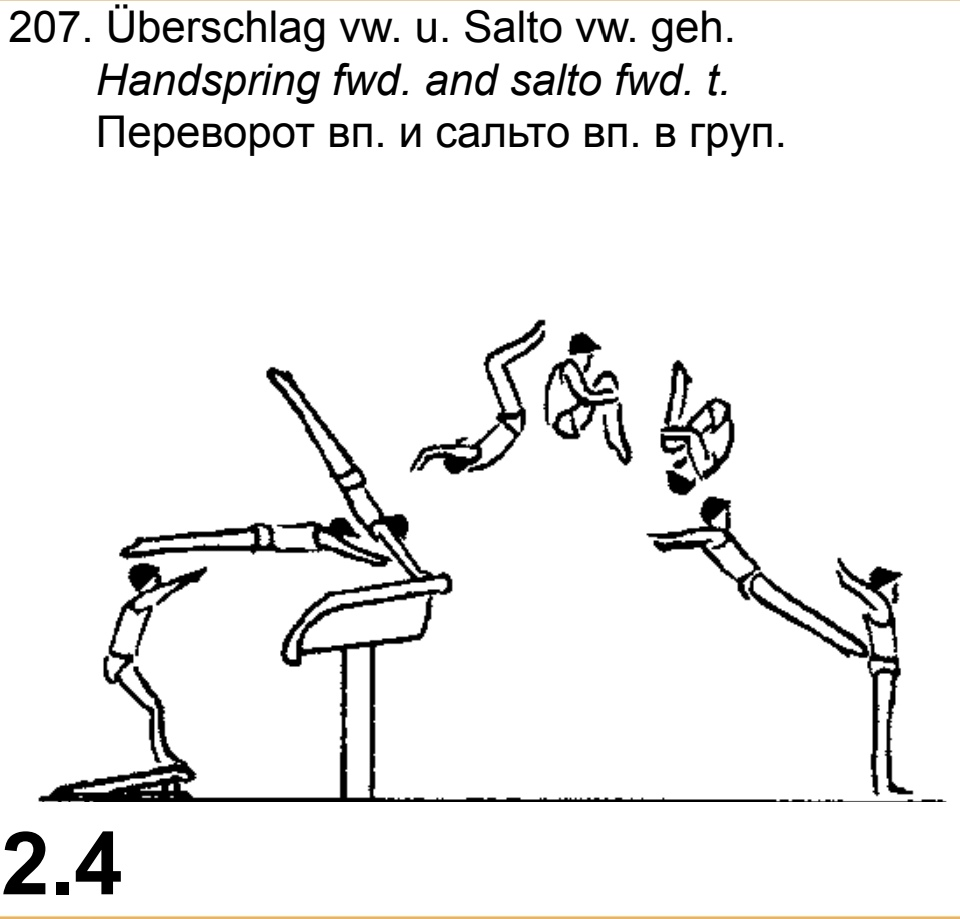 207. Überschlag vw. u. Salto vw. geh.
Handspring fwd. and salto fwd. t.
Переворот вп. и сальто вп. в груп.
2.4